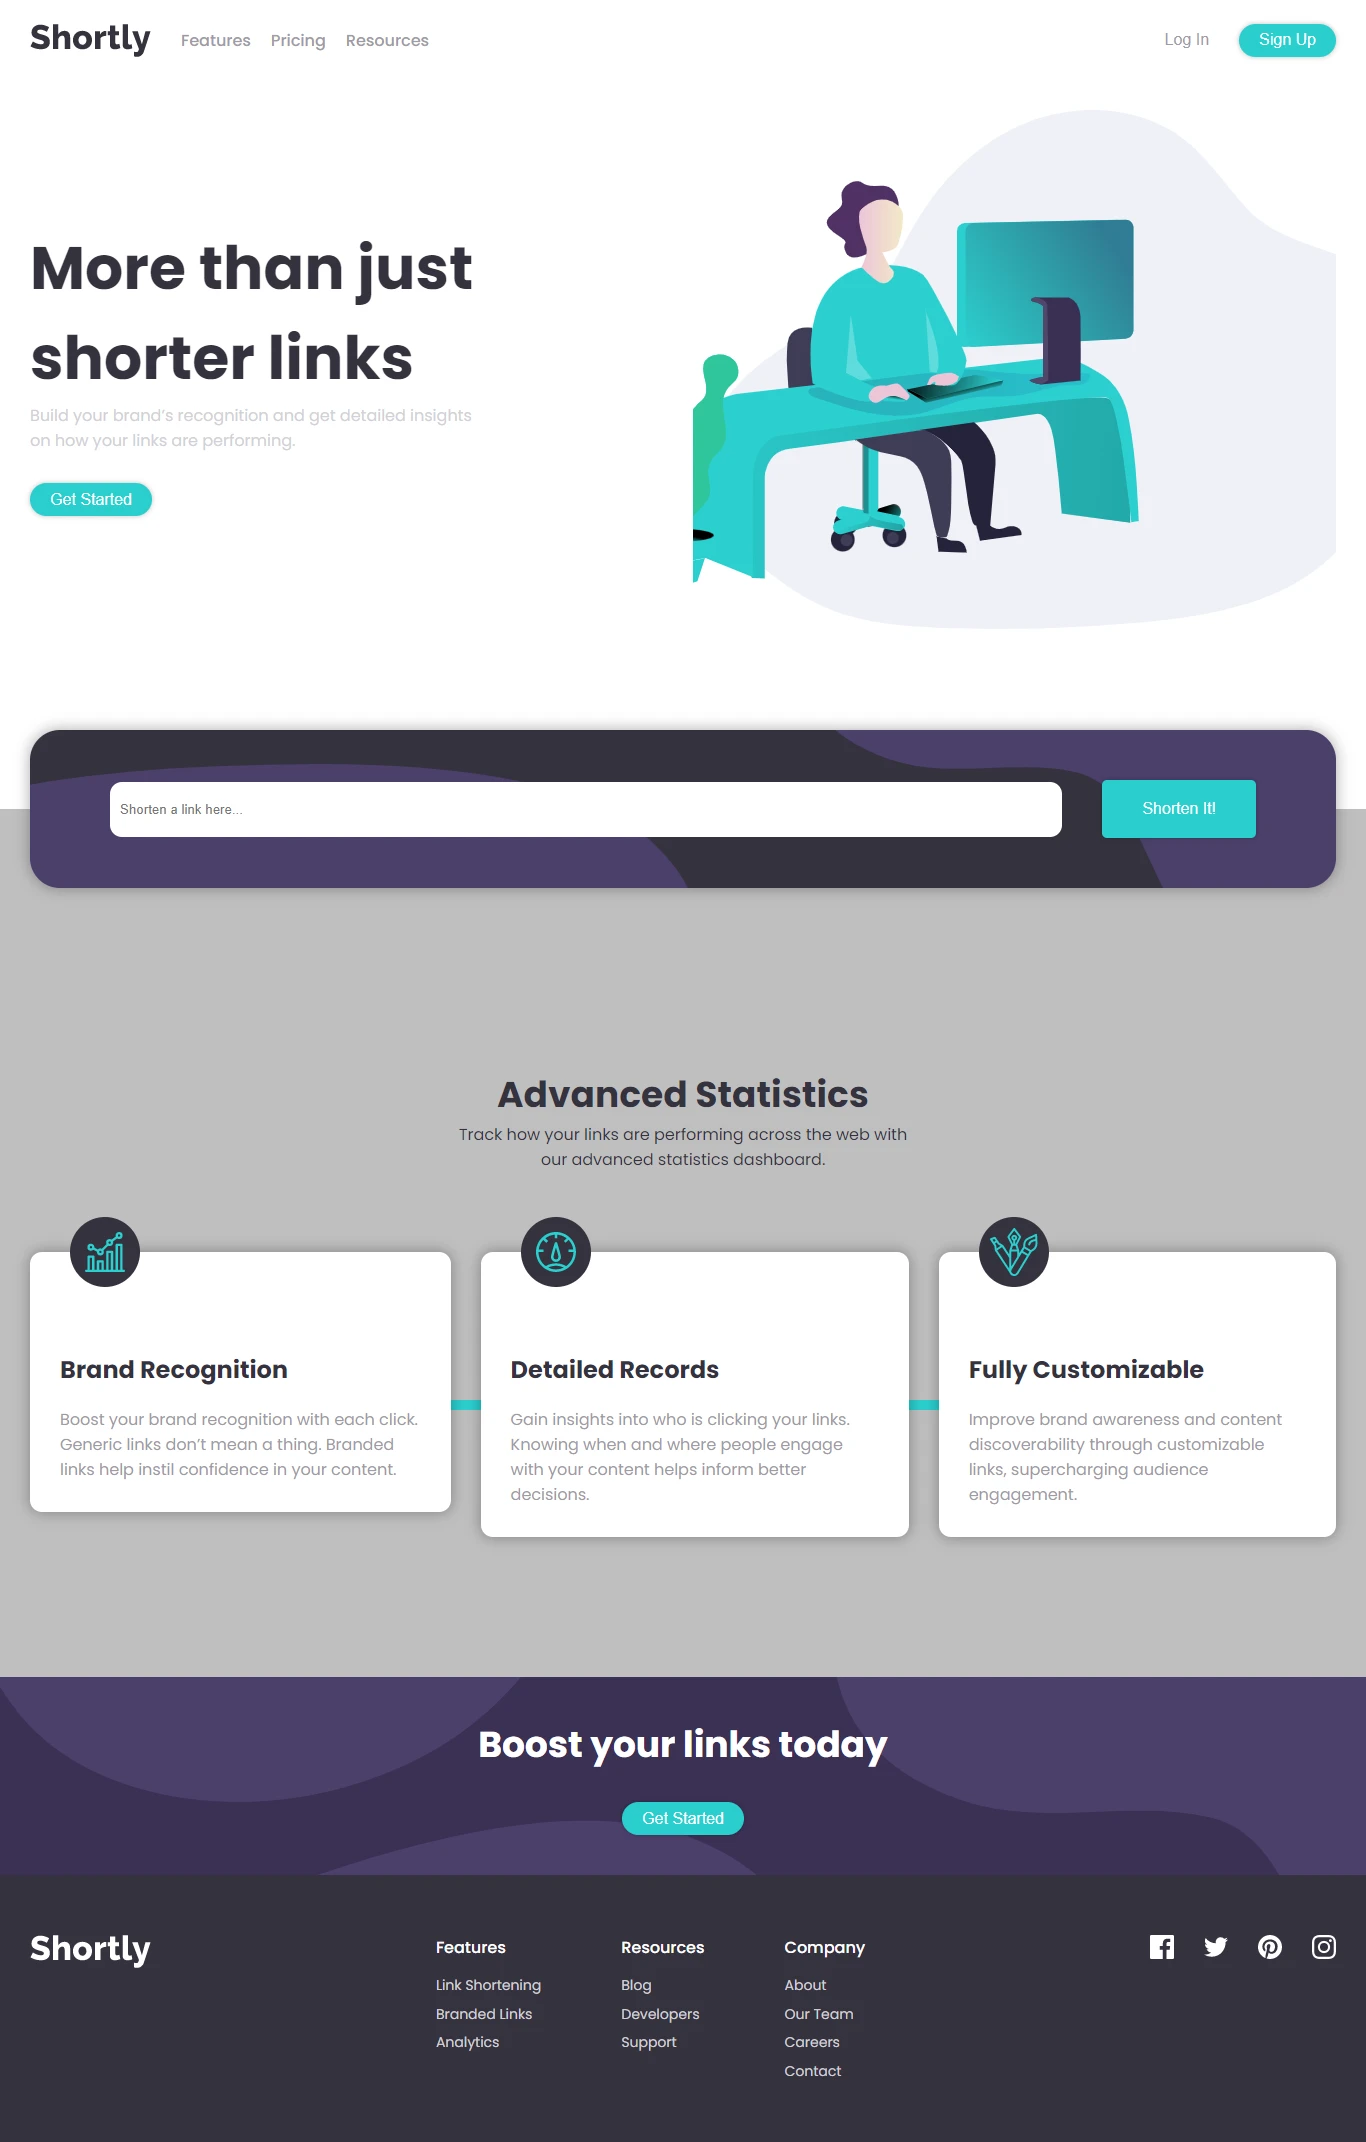 Shortly
Features
Pricing
Resources
Log In
Sign Up
More than just
shorter links
Build your brand’s recognition and get detailed insights
on how your links are performing.
Get Started
Shorten a link here...
Shorten It!
Advanced Statistics
Track how your links are performing across the web with
our advanced statistics dashboard.
Brand Recognition
Boost your brand recognition with each click.
Generic links don’t mean a thing. Branded
links help instil confidence in your content.
Detailed Records
Gain insights into who is clicking your links.
Knowing when and where people engage
with your content helps inform better
decisions.
Fully Customizable
Improve brand awareness and content
discoverability through customizable
links, supercharging audience
engagement.
Boost your links today
Get Started
Shortly
Features
Link Shortening
Branded Links
Analytics
Resources
Blog
Developers
Support
Company
About
Our Team
Careers
Contact